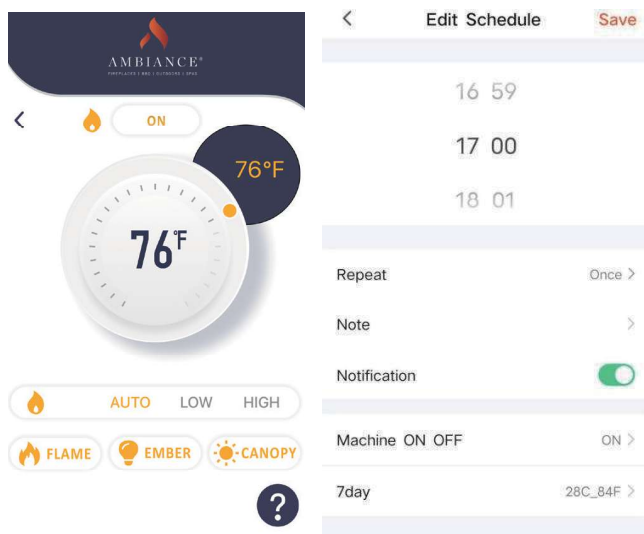 AMBIANCE®
FIREPLACES | BBQ | OUTDOORS | SPAS
ON
76°F
76°F
AUTO LOW HIGH
FLAME EMBER CANOPY
?
Edit Schedule Save
16 59
17 00
18 01
Repeat Once >
Note >
Notification
Machine ON OFF ON >
7day 28C_84F >